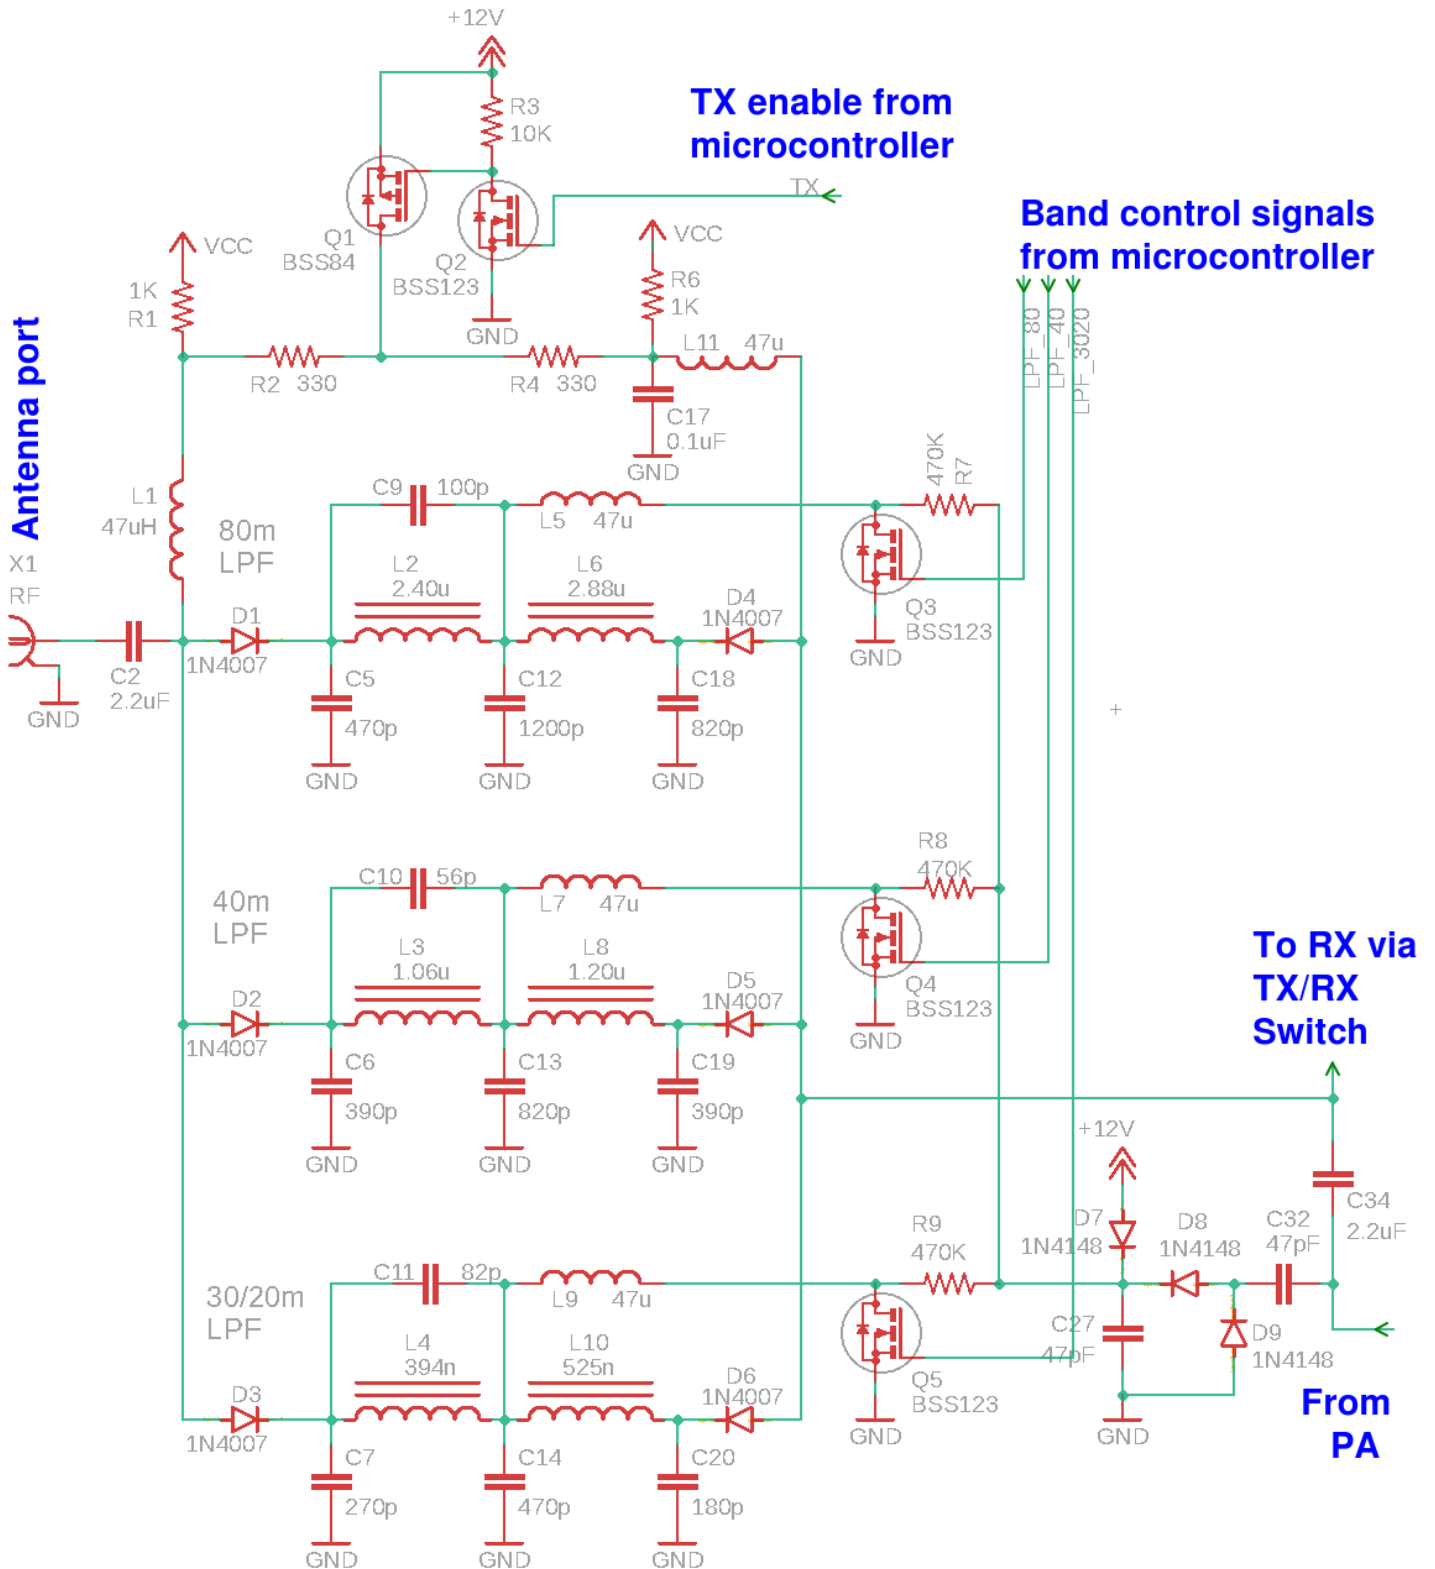 +12V
R3
10K
TX enable from
microcontroller
TX
Band control signals
from microcontroller
Q1
BSS84
Q2
BSS123
GND
VCC
1K
R1
VCC
R6
1K
R2 330
R4 330
L11 47u
C17
0.1uF
GND
LPF_80
LPF_40
LPF_3020
Antenna port
X1
RF
GND
C2
2.2uF
L1
47uH
80m
LPF
C9 100p
L5 47u
470K
R7
L2
2.40u
L6
2.88u
D1
1N4007
D4
1N4007
Q3
BSS123
GND
C5
470p
GND
C12
1200p
GND
C18
820p
GND
+
40m
LPF
C10 56p
L7 47u
R8
470K
L3
1.06u
L8
1.20u
D2
1N4007
D5
1N4007
Q4
BSS123
GND
C6
390p
GND
C13
820p
GND
C19
390p
GND
To RX via
TX/RX
Switch
+12V
D7
1N4148
D8
1N4148
C32
47pF
C34
2.2uF
30/20m
LPF
C11 82p
L9 47u
R9
470K
L4
394n
L10
525n
D3
1N4007
D6
1N4007
Q5
BSS123
GND
C27
47pF
D9
1N4148
GND
From
PA
C7
270p
GND
C14
470p
GND
C20
180p
GND